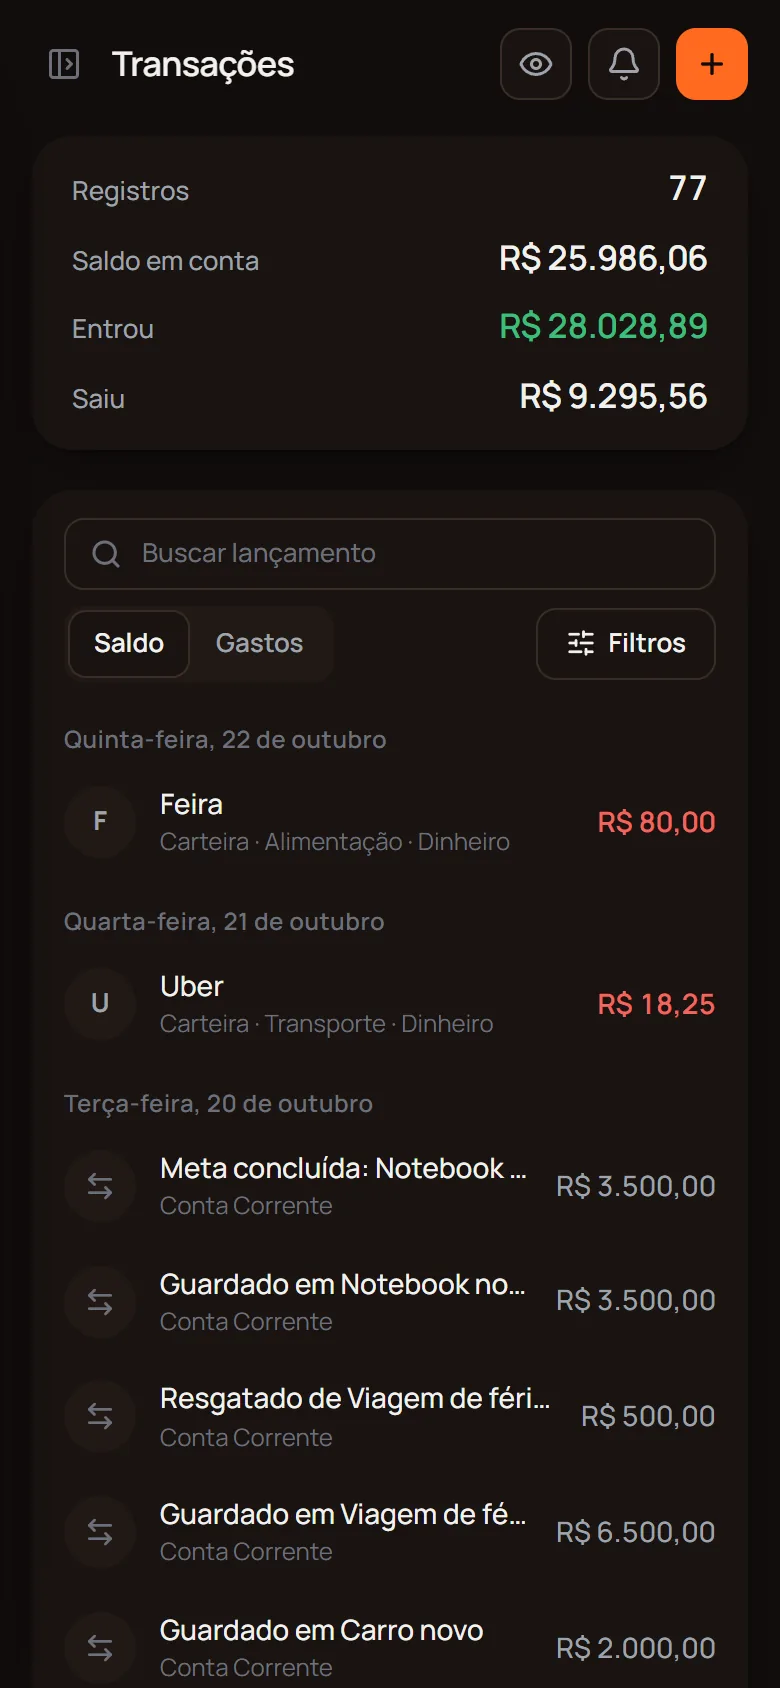 Transações
Registros 77
Saldo em conta R$ 25.986,06
Entrou R$ 28.028,89
Saiu R$ 9.295,56
Buscar lançamento
Saldo Gastos Filtros
Quinta-feira, 22 de outubro
F Feira R$ 80,00
Carteira · Alimentação · Dinheiro
Quarta-feira, 21 de outubro
U Uber R$ 18,25
Carteira · Transporte · Dinheiro
Terça-feira, 20 de outubro
Meta concluída: Notebook ... R$ 3.500,00
Conta Corrente
Guardado em Notebook no... R$ 3.500,00
Conta Corrente
Resgatado de Viagem de féri... R$ 500,00
Conta Corrente
Guardado em Viagem de fé... R$ 6.500,00
Conta Corrente
Guardado em Carro novo R$ 2.000,00
Conta Corrente